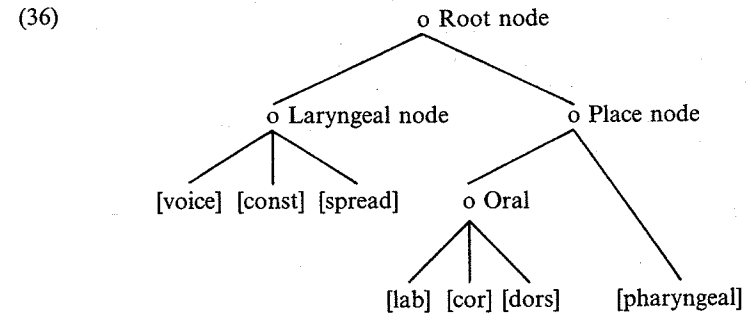 (36) o Root node
o Laryngeal node o Place node
[voice] [const] [spread] o Oral
[lab] [cor] [dors] [pharyngeal]